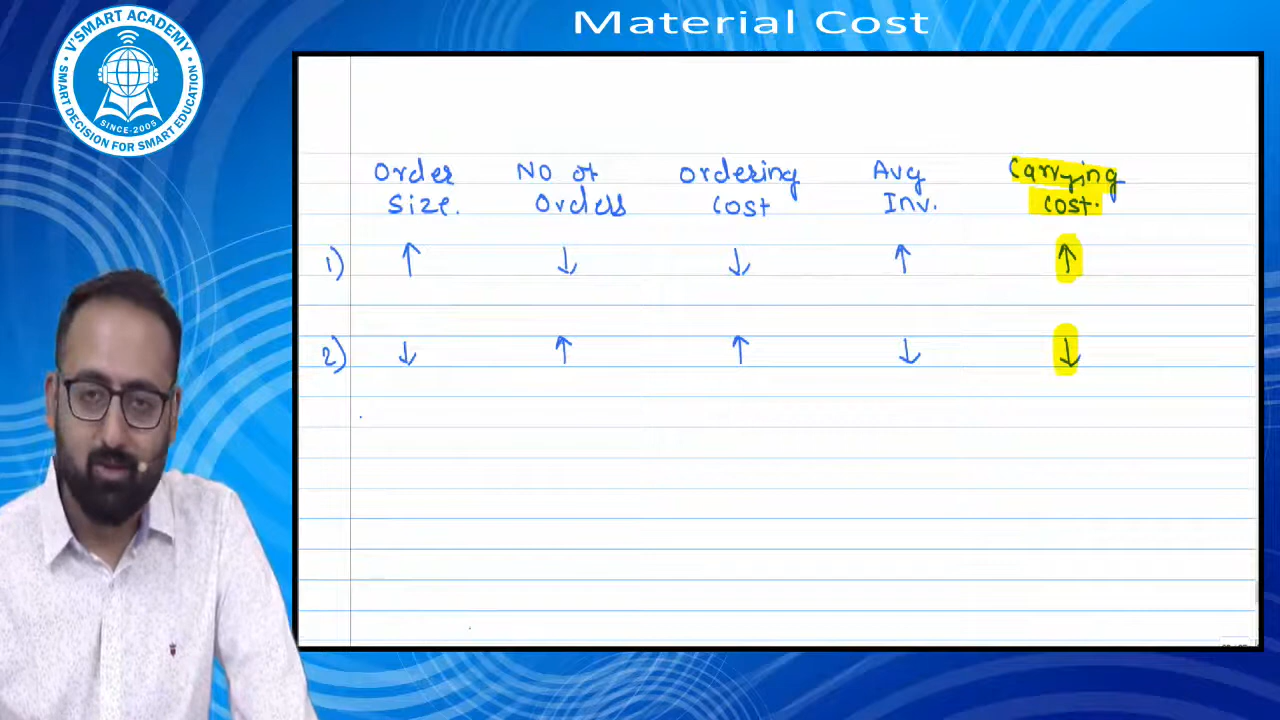 Material Cost
V'SMART ACADEMY
SINCE-2005
SMART DECISION FOR SMART EDUCATION
Order Size. No of Orders Ordering Cost Avg Inv. Carrying Cost.
1) ↑ ↓ ↓ ↑ ↑
2) ↓ ↑ ↑ ↓ ↓